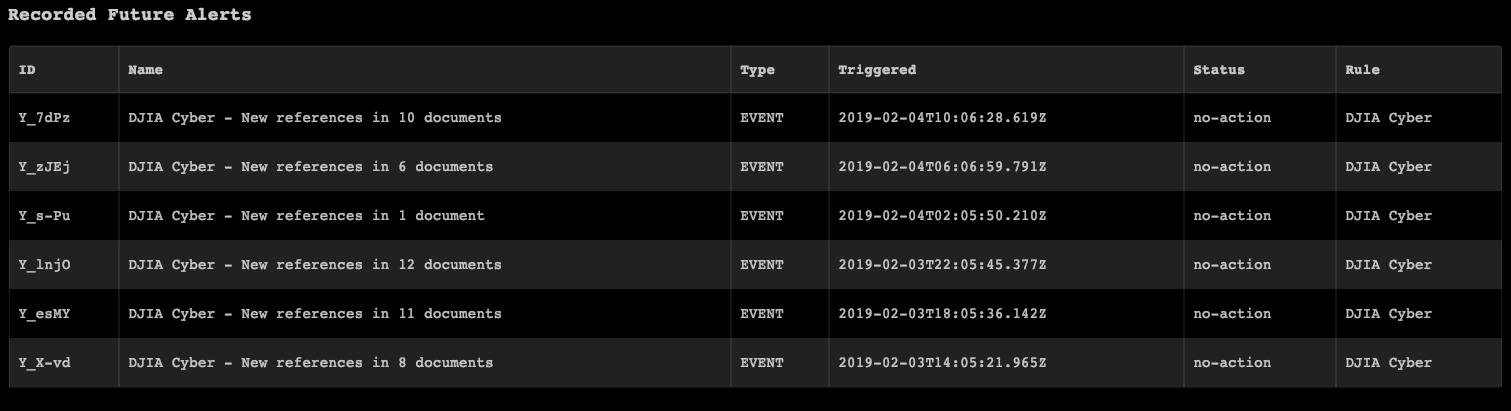 Recorded Future Alerts
ID Name Type Triggered Status Rule
Y_7dPz DJIA Cyber - New references in 10 documents EVENT 2019-02-04T10:06:28.619Z no-action DJIA Cyber
Y_zJEj DJIA Cyber - New references in 6 documents EVENT 2019-02-04T06:06:59.791Z no-action DJIA Cyber
Y_s-Pu DJIA Cyber - New references in 1 document EVENT 2019-02-04T02:05:50.210Z no-action DJIA Cyber
Y_lnjO DJIA Cyber - New references in 12 documents EVENT 2019-02-03T22:05:45.377Z no-action DJIA Cyber
Y_esMY DJIA Cyber - New references in 11 documents EVENT 2019-02-03T18:05:36.142Z no-action DJIA Cyber
Y_X-vd DJIA Cyber - New references in 8 documents EVENT 2019-02-03T14:05:21.965Z no-action DJIA Cyber